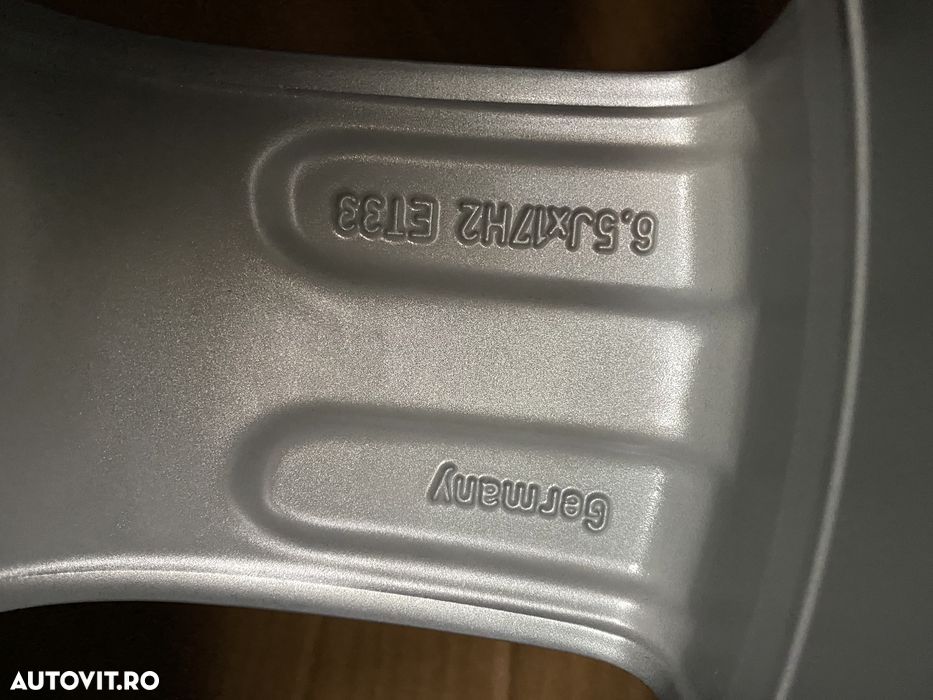 6.5Jx17H2 ET33
Germany
AUTOVIT.RO